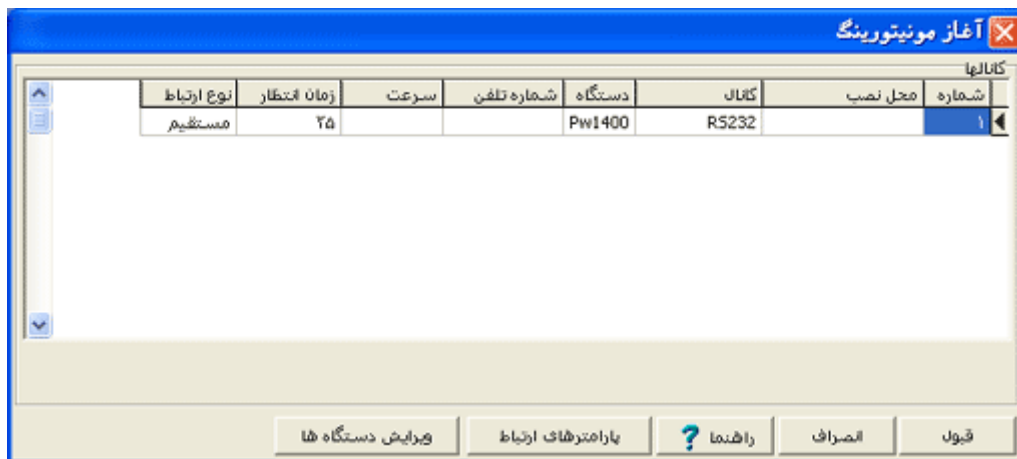 آغاز مونیتورینگ
کانالها
شماره محل نصب کانال دستگاه شماره تلفن سرعت زمان انتظار نوع ارتباط
۱ RS232 Pw1400 ۲۵ مستقیم
قبول انصراف راهنما ? پارامترهای ارتباط ویرایش دستگاه ها